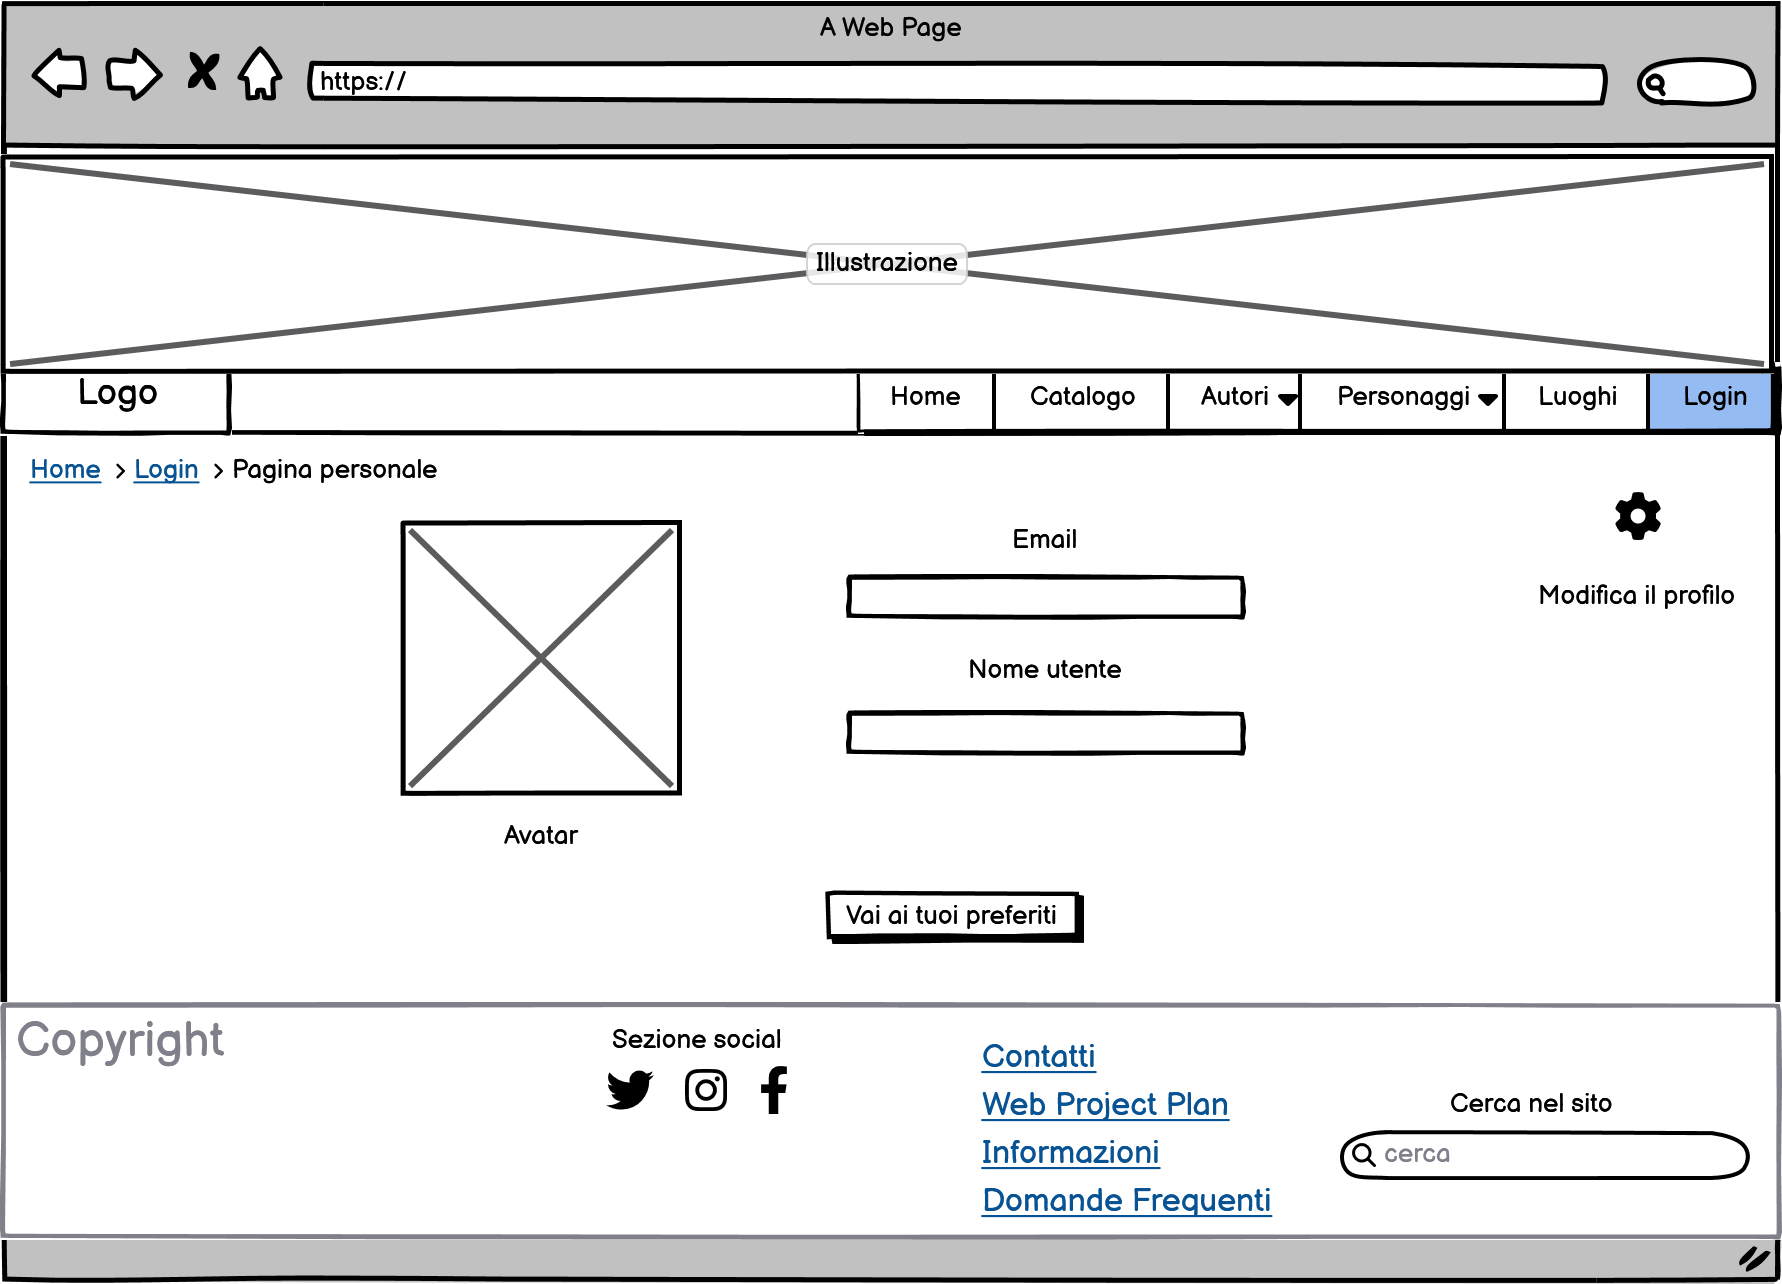 A Web Page
https://
Illustrazione
Logo
Home Catalogo Autori Personaggi Luoghi Login
Home > Login > Pagina personale
Email
Modifica il profilo
Nome utente
Avatar
Vai ai tuoi preferiti
Copyright
Sezione social
Contatti
Web Project Plan
Informazioni
Domande Frequenti
Cerca nel sito
cerca